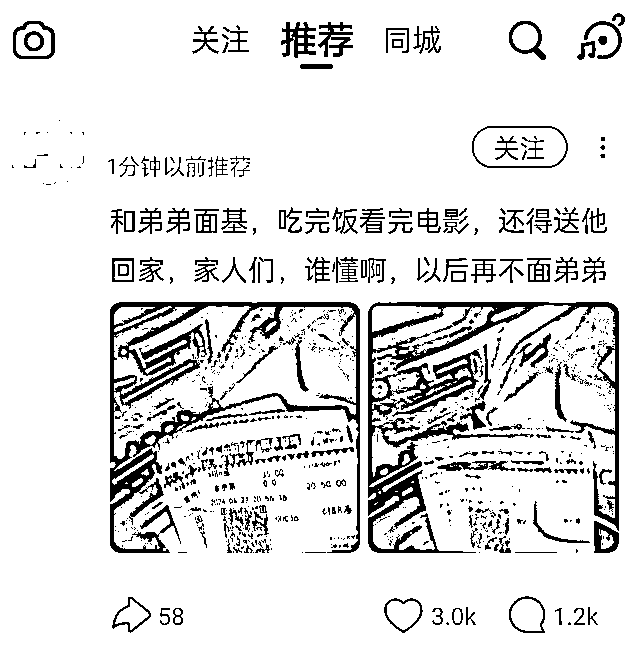 关注 推荐 同城
关注
1分钟以前推荐
和弟弟面基，吃完饭看完电影，还得送他
回家，家人们，谁懂啊，以后再不面弟弟
58 3.0k 1.2k